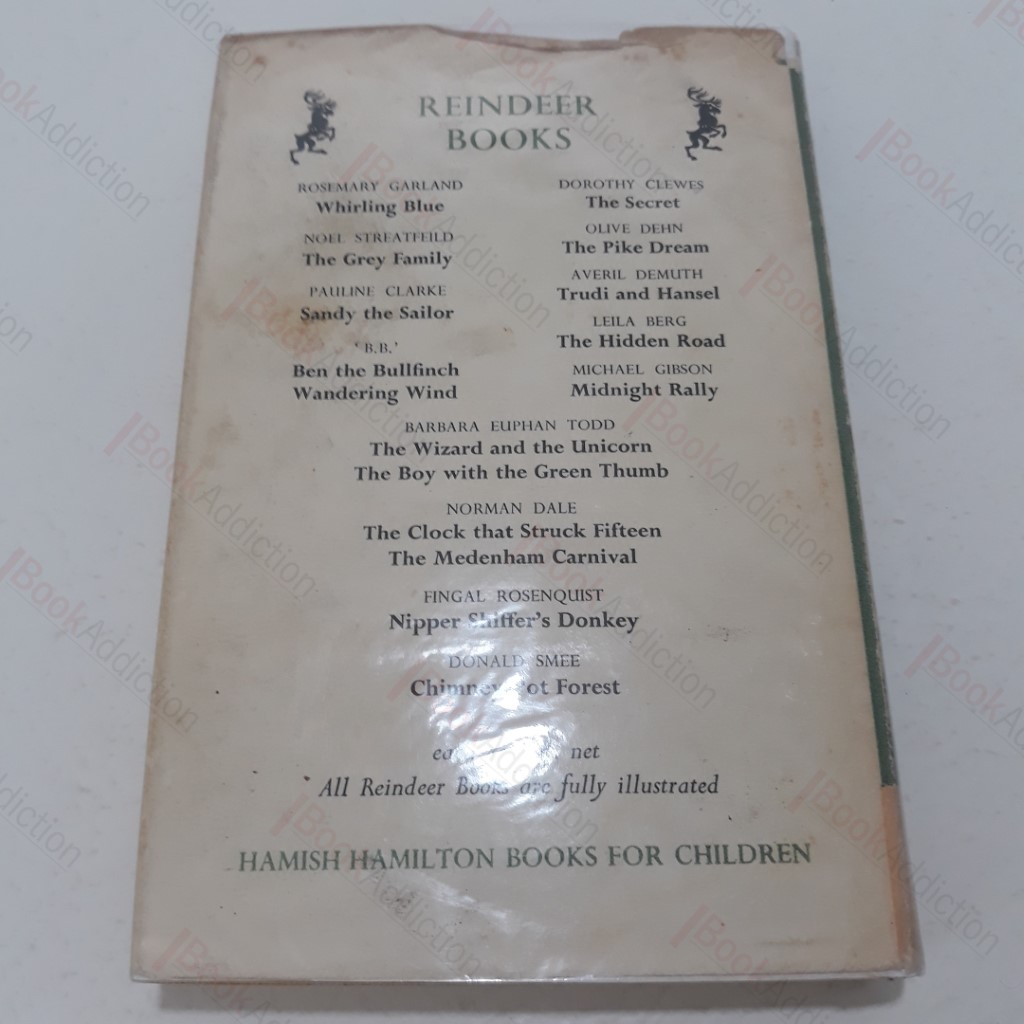 REINDEER
BOOKS
ROSEMARY GARLAND
Whirling Blue
NOEL STREATFEILD
The Grey Family
PAULINE CLARKE
Sandy the Sailor
'B.B.'
Ben the Bullfinch
Wandering Wind
DOROTHY CLEWES
The Secret
OLIVE DEHN
The Pike Dream
AVERIL DEMUTH
Trudi and Hansel
LEILA BERG
The Hidden Road
MICHAEL GIBSON
Midnight Rally
BARBARA EUPHAN TODD
The Wizard and the Unicorn
The Boy with the Green Thumb
NORMAN DALE
The Clock that Struck Fifteen
The Medenham Carnival
FINGAL ROSENQUIST
Nipper Shiffer's Donkey
DONALD SMEE
Chimney Pot Forest
net
All Reindeer Books are fully illustrated
HAMISH HAMILTON BOOKS FOR CHILDREN